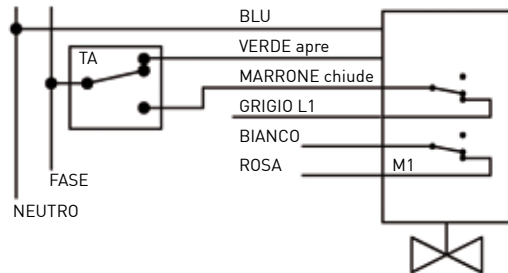 BLU
TA
VERDE apre
MARRONE chiude
GRIGIO L1
BIANCO
ROSA
M1
FASE
NEUTRO